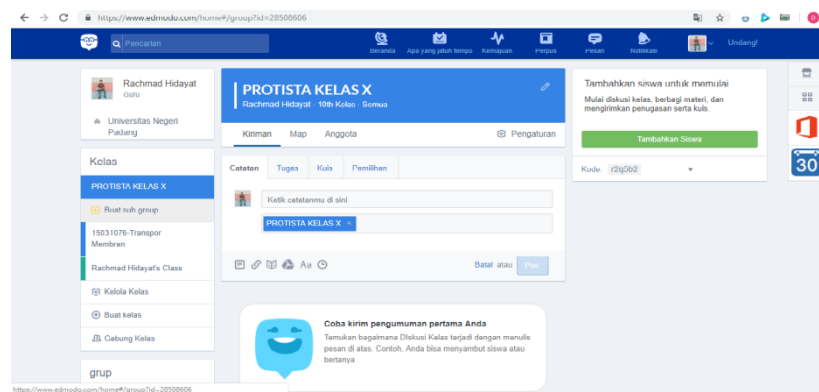 https://www.edmodo.com/home#/group?id=28508606
Pencarian
Beranda
Apa yang jatuh tempo
Kemajuan
Perpus
Pesan
Notifikasi
Undang!
Rachmad Hidayat
Guru
Universitas Negeri
Padang
Kelas
PROTISTA KELAS X
Buat sub group
15031076-Transpor
Membran
Rachmad Hidayat's Class
Kelola Kelas
Buat kelas
Gabung Kelas
grup
PROTISTA KELAS X
Rachmad Hidayat · 10th Kelas · Semua
Kiriman Map Anggota Pengaturan
Catatan Tugas Kuis Pemilihan
Ketik catatanmu di sini
PROTISTA KELAS X ×
Aa
Batal atau Pos
Coba kirim pengumuman pertama Anda
Temukan bagaimana Diskusi Kelas terjadi dengan menulis
pesan di atas. Contoh. Anda bisa menyambut siswa atau
bertanya
Tambahkan siswa untuk memulai
Mulai diskusi kelas, berbagi materi, dan
mengirimkan penugasan serta kuis.
Tambahkan Siswa
Kode
30
https://www.edmodo.com/home#/group?id=28508606